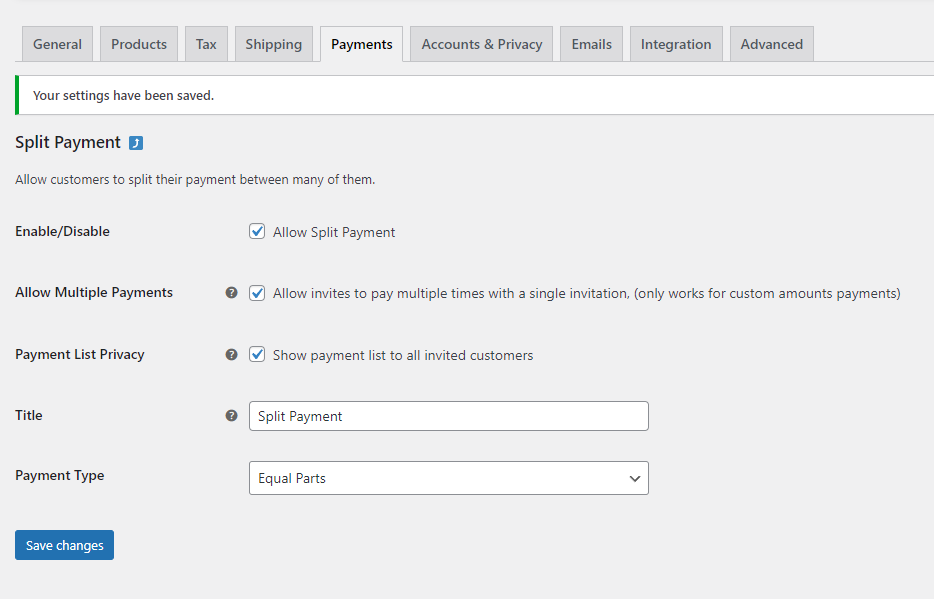 General Products Tax Shipping Payments Accounts & Privacy Emails Integration Advanced
Your settings have been saved.
Split Payment
Allow customers to split their payment between many of them.
Enable/Disable Allow Split Payment
Allow Multiple Payments ? Allow invites to pay multiple times with a single invitation, (only works for custom amounts payments)
Payment List Privacy ? Show payment list to all invited customers
Title ? Split Payment
Payment Type Equal Parts
Save changes